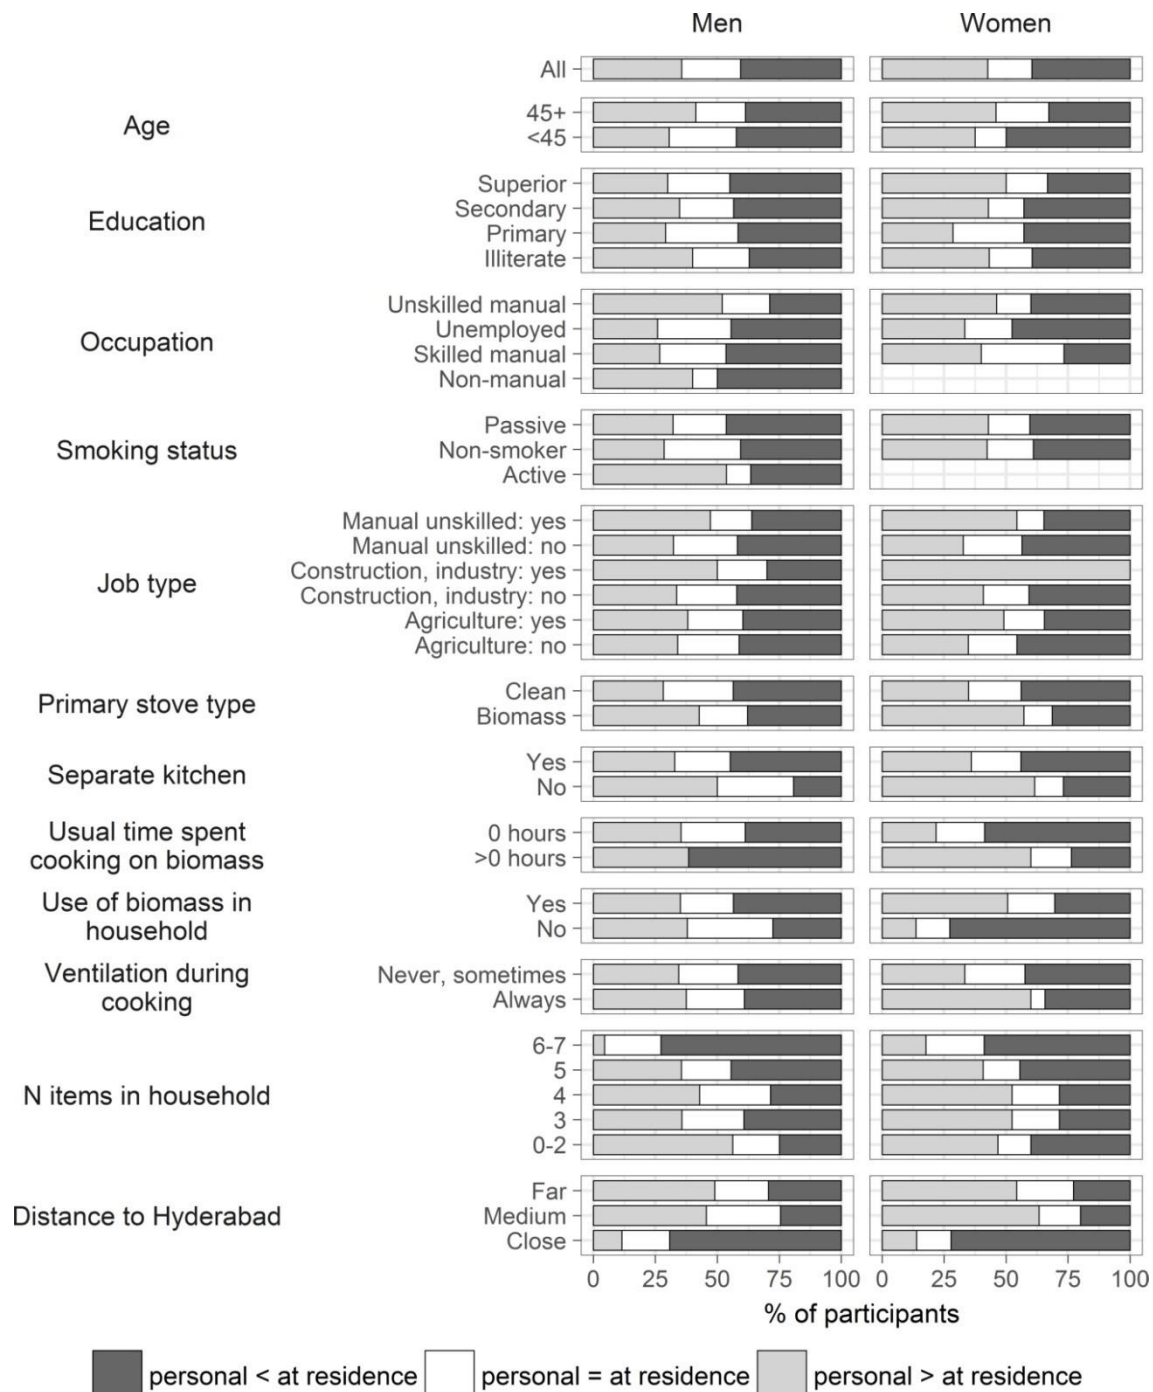 Men Women
All
Age
45+
<45
Education
Superior
Secondary
Primary
Illiterate
Occupation
Unskilled manual
Unemployed
Skilled manual
Non-manual
Smoking status
Passive
Non-smoker
Active
Job type
Manual unskilled: yes
Manual unskilled: no
Construction, industry: yes
Construction, industry: no
Agriculture: yes
Agriculture: no
Primary stove type
Clean
Biomass
Separate kitchen
Yes
No
Usual time spent
cooking on biomass
0 hours
>0 hours
Use of biomass in
household
Yes
No
Ventilation during
cooking
Never, sometimes
Always
N items in household
6-7
5
4
3
0-2
Distance to Hyderabad
Far
Medium
Close
0 25 50 75 100 0 25 50 75 100
% of participants
personal < at residence personal = at residence personal > at residence